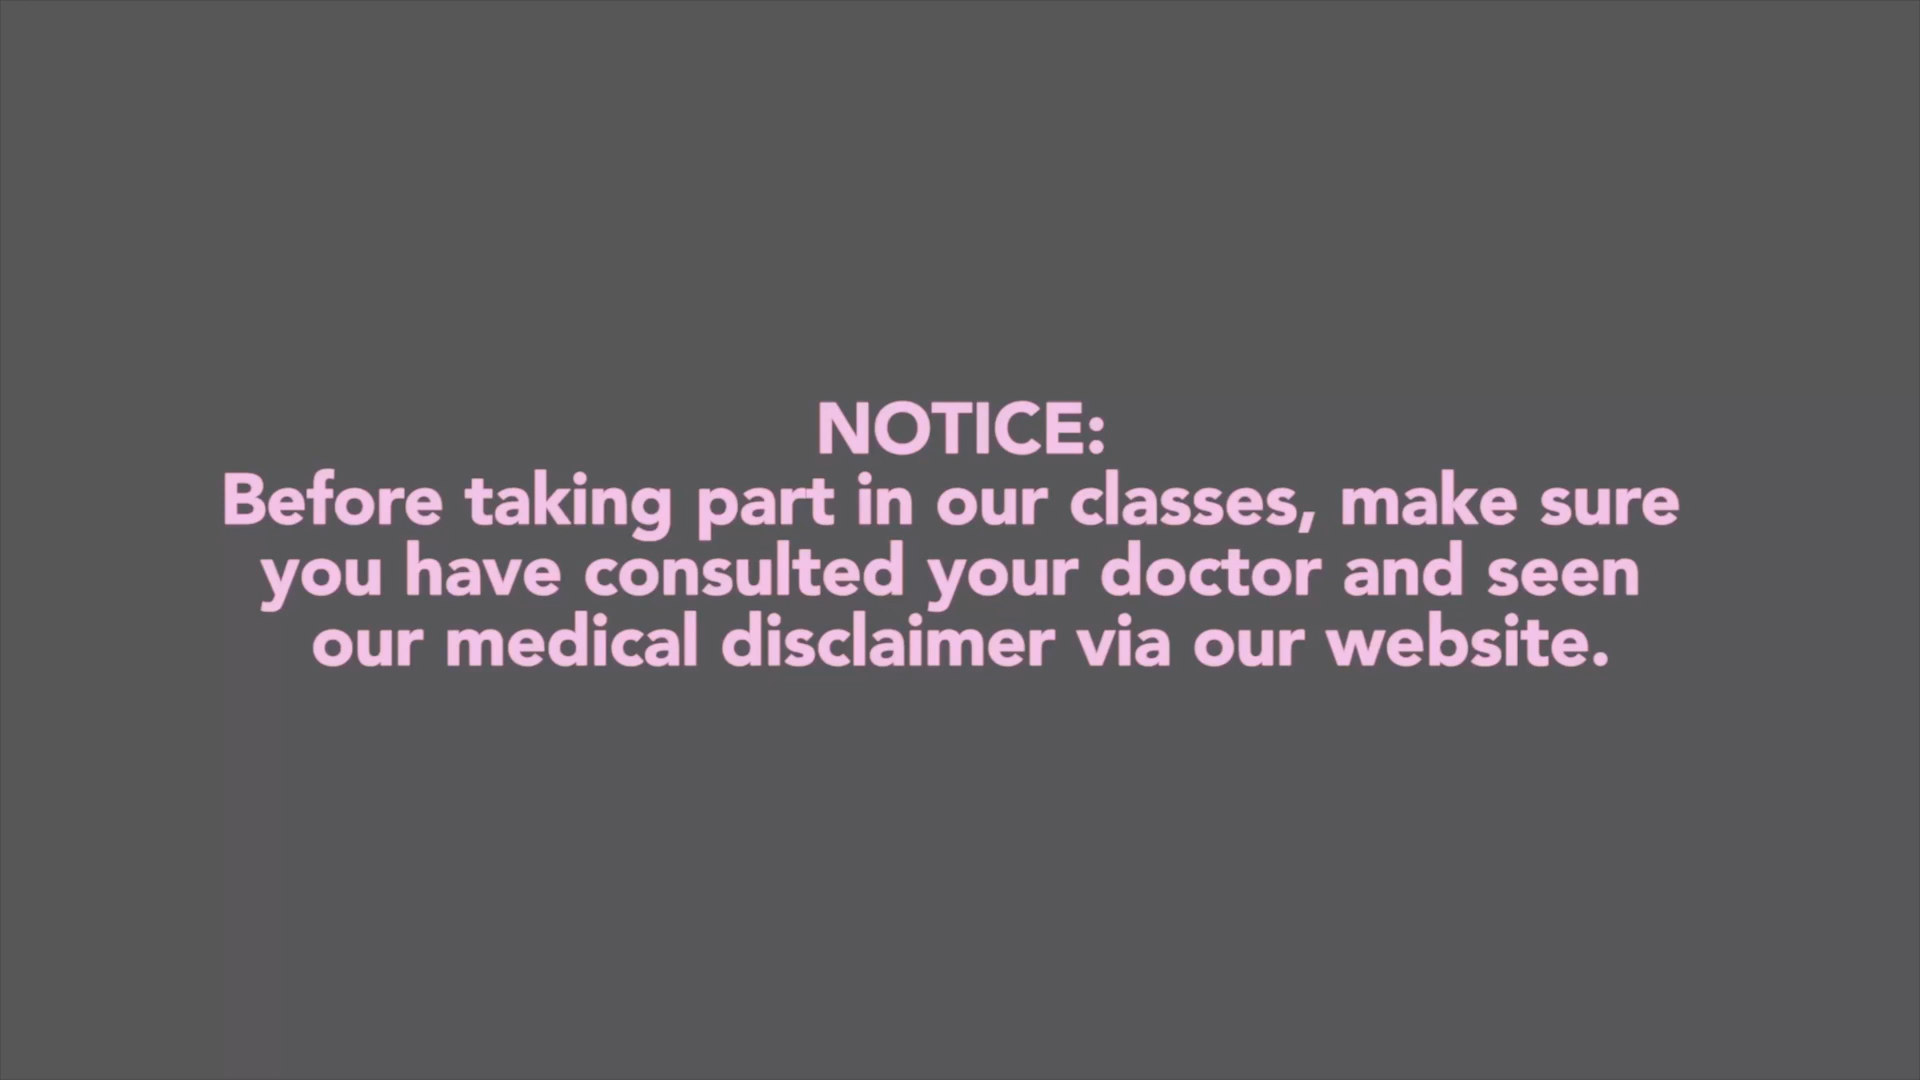 NOTICE:
Before taking part in our classes, make sure
you have consulted your doctor and seen
our medical disclaimer via our website.